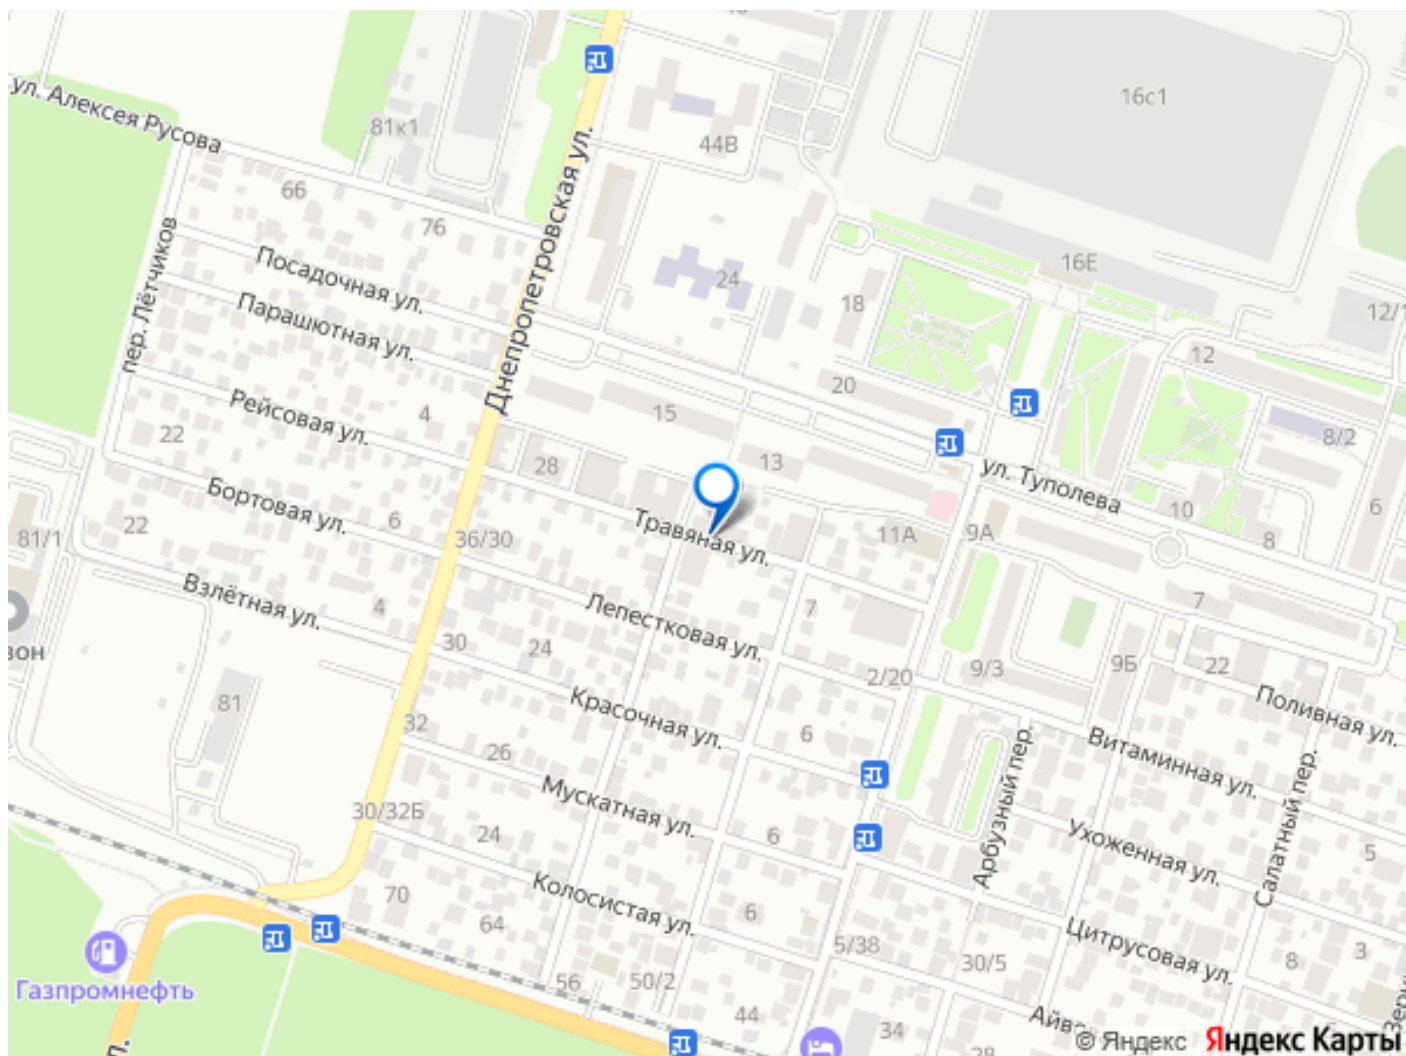 16с1
ул. Алексея Русова
81к1
44В
Днепропетровская ул.
66
76
пер. Лётчиков
Посадочная ул.
24
16Е
18
12/1
Парашютная ул.
12
20
Рейсовая ул.
4
15
8/2
22
28
13
ул. Туполева
6
Бортовая ул.
10
22
6
36/30
Травяная ул.
11А
9А
8
81/1
Взлётная ул.
4
Лепестковая ул.
7
7
зон
30
24
2/20
9/3
9Б
22
81
Красочная ул.
Поливная ул.
32
26
6
Арбузный пер.
Витаминная ул.
Салатный пер.
Мускатная ул.
30/32Б
24
6
Ухоженная ул.
5
Колосистая ул.
70
64
6
5/38
Цитрусовая ул.
3
30/5
8
56
50/2
Газпромнефть
44
34
28
Айв
Зерн
л.
© Яндекс Яндекс Карты